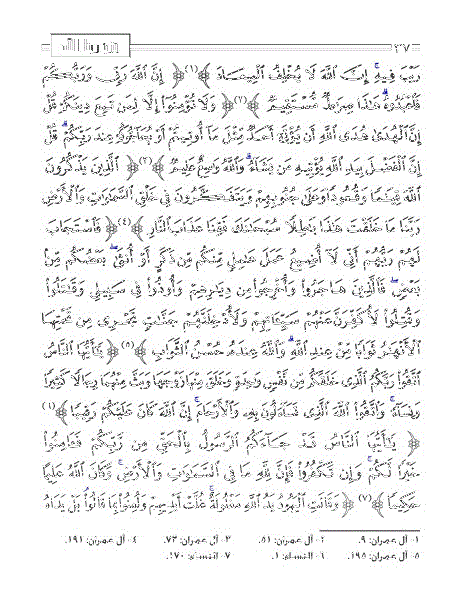 ٣٧
رَيْبَ فِيهِ ۚ إِنَّ ٱللَّهَ لَا يُخْلِفُ ٱلْمِيعَادَ ﴾(١) ﴿ إِنَّ ٱللَّهَ رَبِّى وَرَبُّكُمْ
فَٱعْبُدُوهُ ۗ هَـٰذَا صِرَٰطٌ مُّسْتَقِيمٌ ﴾(٢) ﴿ وَلَا تُؤْمِنُوٓا۟ إِلَّا لِمَن تَبِعَ دِينَكُمْ قُلْ
إِنَّ ٱلْهُدَىٰ هُدَى ٱللَّهِ أَن يُؤْتَىٰٓ أَحَدٌ مِّثْلَ مَآ أُوتِيتُمْ أَوْ يُحَآجُّوكُمْ عِندَ رَبِّكُمْ ۗ قُلْ
إِنَّ ٱلْفَضْلَ بِيَدِ ٱللَّهِ يُؤْتِيهِ مَن يَشَآءُ ۗ وَٱللَّهُ وَٰسِعٌ عَلِيمٌ ﴾(٣) ﴿ ٱلَّذِينَ يَذْكُرُونَ
ٱللَّهَ قِيَـٰمًا وَقُعُودًا وَعَلَىٰ جُنُوبِهِمْ وَيَتَفَكَّرُونَ فِى خَلْقِ ٱلسَّمَـٰوَٰتِ وَٱلْأَرْضِ
رَبَّنَا مَا خَلَقْتَ هَـٰذَا بَـٰطِلًا سُبْحَـٰنَكَ فَقِنَا عَذَابَ ٱلنَّارِ ﴾(٤) ﴿ فَٱسْتَجَابَ
لَهُمْ رَبُّهُمْ أَنِّى لَآ أُضِيعُ عَمَلَ عَـٰمِلٍ مِّنكُم مِّن ذَكَرٍ أَوْ أُنثَىٰ ۖ بَعْضُكُم مِّنۢ
بَعْضٍ ۖ فَٱلَّذِينَ هَاجَرُوا۟ وَأُخْرِجُوا۟ مِن دِيَـٰرِهِمْ وَأُوذُوا۟ فِى سَبِيلِى وَقَـٰتَلُوا۟
وَقُتِلُوا۟ لَأُكَفِّرَنَّ عَنْهُمْ سَيِّـَٔاتِهِمْ وَلَأُدْخِلَنَّهُمْ جَنَّـٰتٍ تَجْرِى مِن تَحْتِهَا
ٱلْأَنْهَـٰرُ ثَوَابًا مِّنْ عِندِ ٱللَّهِ ۗ وَٱللَّهُ عِندَهُۥ حُسْنُ ٱلثَّوَابِ ﴾(٥) ﴿ يَـٰٓأَيُّهَا ٱلنَّاسُ
ٱتَّقُوا۟ رَبَّكُمُ ٱلَّذِى خَلَقَكُم مِّن نَّفْسٍ وَٰحِدَةٍ وَخَلَقَ مِنْهَا زَوْجَهَا وَبَثَّ مِنْهُمَا رِجَالًا كَثِيرًا
وَنِسَآءً ۚ وَٱتَّقُوا۟ ٱللَّهَ ٱلَّذِى تَسَآءَلُونَ بِهِۦ وَٱلْأَرْحَامَ ۚ إِنَّ ٱللَّهَ كَانَ عَلَيْكُمْ رَقِيبًا ﴾(٦)
﴿ يَـٰٓأَيُّهَا ٱلنَّاسُ قَدْ جَآءَكُمُ ٱلرَّسُولُ بِٱلْحَقِّ مِن رَّبِّكُمْ فَـَٔامِنُوا۟
خَيْرًا لَّكُمْ ۚ وَإِن تَكْفُرُوا۟ فَإِنَّ لِلَّهِ مَا فِى ٱلسَّمَـٰوَٰتِ وَٱلْأَرْضِ ۚ وَكَانَ ٱللَّهُ عَلِيمًا
حَكِيمًا ﴾(٧) ﴿ وَقَالَتِ ٱلْيَهُودُ يَدُ ٱللَّهِ مَغْلُولَةٌ ۚ غُلَّتْ أَيْدِيهِمْ وَلُعِنُوا۟ بِمَا قَالُوا۟ ۘ بَلْ يَدَاهُ
١- آل عمران: ٩. ٢- آل عمران: ٥١. ٣- آل عمران: ٧٣. ٤- آل عمران: ١٩١.
٥- آل عمران: ١٩٥. ٦- النساء: ١. ٧- النساء: ١٧٠.